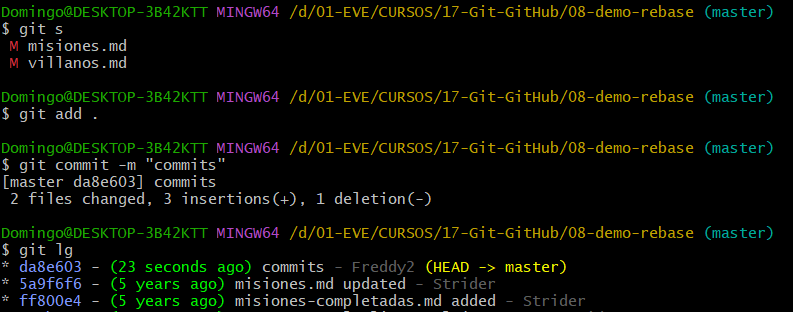 Domingo@DESKTOP-3B42KTT MINGW64 /d/01-EVE/CURSOS/17-Git-GitHub/08-demo-rebase (master)
$ git s
 M misiones.md
 M villanos.md
Domingo@DESKTOP-3B42KTT MINGW64 /d/01-EVE/CURSOS/17-Git-GitHub/08-demo-rebase (master)
$ git add .
Domingo@DESKTOP-3B42KTT MINGW64 /d/01-EVE/CURSOS/17-Git-GitHub/08-demo-rebase (master)
$ git commit -m "commits"
[master da8e603] commits
 2 files changed, 3 insertions(+), 1 deletion(-)
Domingo@DESKTOP-3B42KTT MINGW64 /d/01-EVE/CURSOS/17-Git-GitHub/08-demo-rebase (master)
$ git lg
* da8e603 - (23 seconds ago) commits - Freddy2 (HEAD -> master)
* 5a9f6f6 - (5 years ago) misiones.md updated - Strider
* ff800e4 - (5 years ago) misiones-completadas.md added - Strider